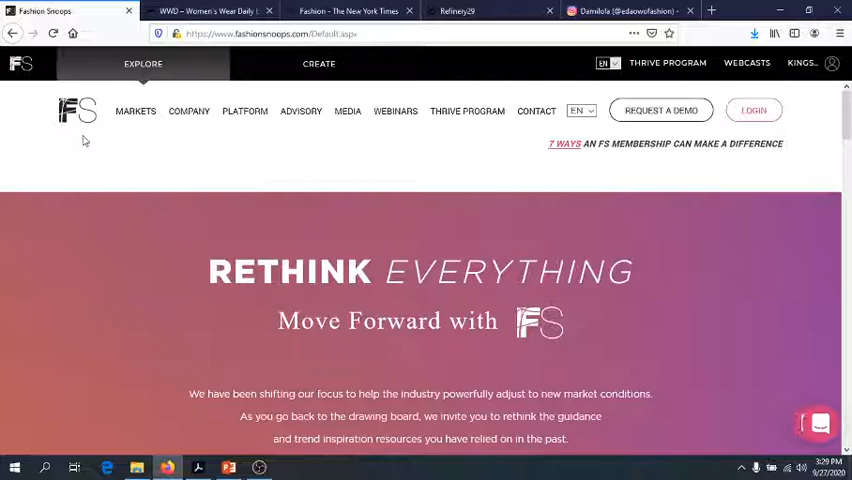 Fashion Snoops
WWD – Women's Wear Daily
Fashion - The New York Times
Refinery29
Damilofa (@edaowofashion) •
https://www.fashionsnoops.com/Default.aspx
FS EXPLORE CREATE EN THRIVE PROGRAM WEBCASTS KINGS..
FS MARKETS COMPANY PLATFORM ADVISORY MEDIA WEBINARS THRIVE PROGRAM CONTACT EN REQUEST A DEMO LOGIN
7 WAYS AN FS MEMBERSHIP CAN MAKE A DIFFERENCE
RETHINK EVERYTHING
Move Forward with FS
We have been shifting our focus to help the industry powerfully adjust to new market conditions.
As you go back to the drawing board, we invite you to rethink the guidance
and trend inspiration resources you have relied on in the past.
3:29 PM
9/27/2020